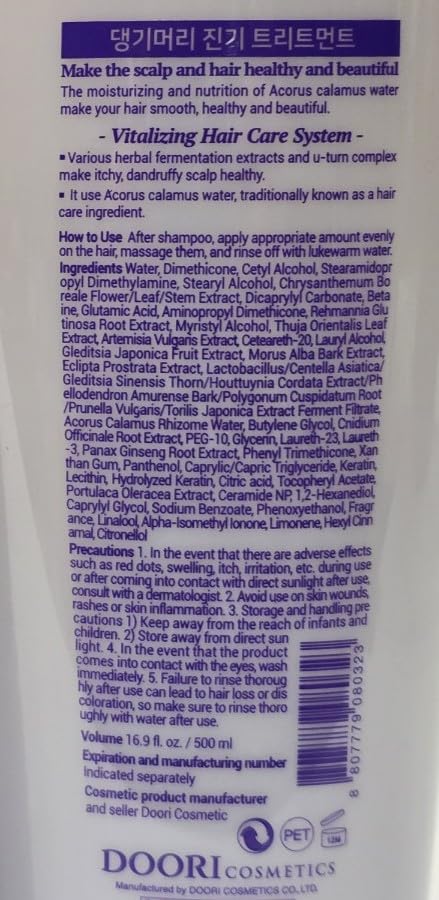 댕기머리 진기 트리트먼트
Make the scalp and hair healthy and beautiful
The moisturizing and nutrition of Acorus calamus water
make your hair smooth, healthy and beautiful.
- Vitalizing Hair Care System -
▪ Various herbal fermentation extracts and u-turn complex
make itchy, dandruffy scalp healthy.
▪ It use Acorus calamus water, traditionally known as a hair
care ingredient.
How to Use After shampoo, apply appropriate amount evenly
on the hair, massage them, and rinse off with lukewarm water.
Ingredients Water, Dimethicone, Cetyl Alcohol, Stearamidopr
opyl Dimethylamine, Stearyl Alcohol, Chrysanthemum Bo
reale Flower/Leaf/Stem Extract, Dicaprylyl Carbonate, Beta
ine, Glutamic Acid, Aminopropyl Dimethicone, Rehmannia Glu
tinosa Root Extract, Myristyl Alcohol, Thuja Orientalis Leaf
Extract, Artemisia Vulgaris Extract, Ceteareth-20, Lauryl Alcohol,
Gleditsia Japonica Fruit Extract, Morus Alba Bark Extract,
Eclipta Prostrata Extract, Lactobacillus/Centella Asiatica/
Gleditsia Sinensis Thorn/Houttuynia Cordata Extract/Ph
ellodendron Amurense Bark/Polygonum Cuspidatum Root
/Prunella Vulgaris/Torilis Japonica Extract Ferment Filtrate,
Acorus Calamus Rhizome Water, Butylene Glycol, Cnidium
Officinale Root Extract, PEG-10, Glycerin, Laureth-23, Laureth
-3, Panax Ginseng Root Extract, Phenyl Trimethicone, Xan
than Gum, Panthenol, Caprylic/Capric Triglyceride, Keratin,
Lecithin, Hydrolyzed Keratin, Citric acid, Tocopheryl Acetate,
Portulaca Oleracea Extract, Ceramide NP, 1,2-Hexanediol,
Caprylyl Glycol, Sodium Benzoate, Phenoxyethanol, Fragr
ance, Linalool, Alpha-Isomethyl Ionone, Limonene, Hexyl Cinn
amal, Citronellol
Precautions 1. In the event that there are adverse effects
such as red dots, swelling, itch, irritation, etc. during use
or after coming into contact with direct sunlight after use,
consult with a dermatologist. 2. Avoid use on skin wounds,
rashes or skin inflammation. 3. Storage and handling pre
cautions 1) Keep away from the reach of infants and
children. 2) Store away from direct sun
light. 4. In the event that the product
comes into contact with the eyes, wash
immediately. 5. Failure to rinse thoroug
hly after use can lead to hair loss or dis
coloration, so make sure to rinse thoro
ughly with water after use.
Volume 16.9 fl. oz. / 500 ml
Expiration and manufacturing number
Indicated separately
Cosmetic product manufacturer
and seller Doori Cosmetic
8 807779 080323
PET
12M
DOORI COSMETICS
Manufactured by DOORI COSMETICS CO., LTD.